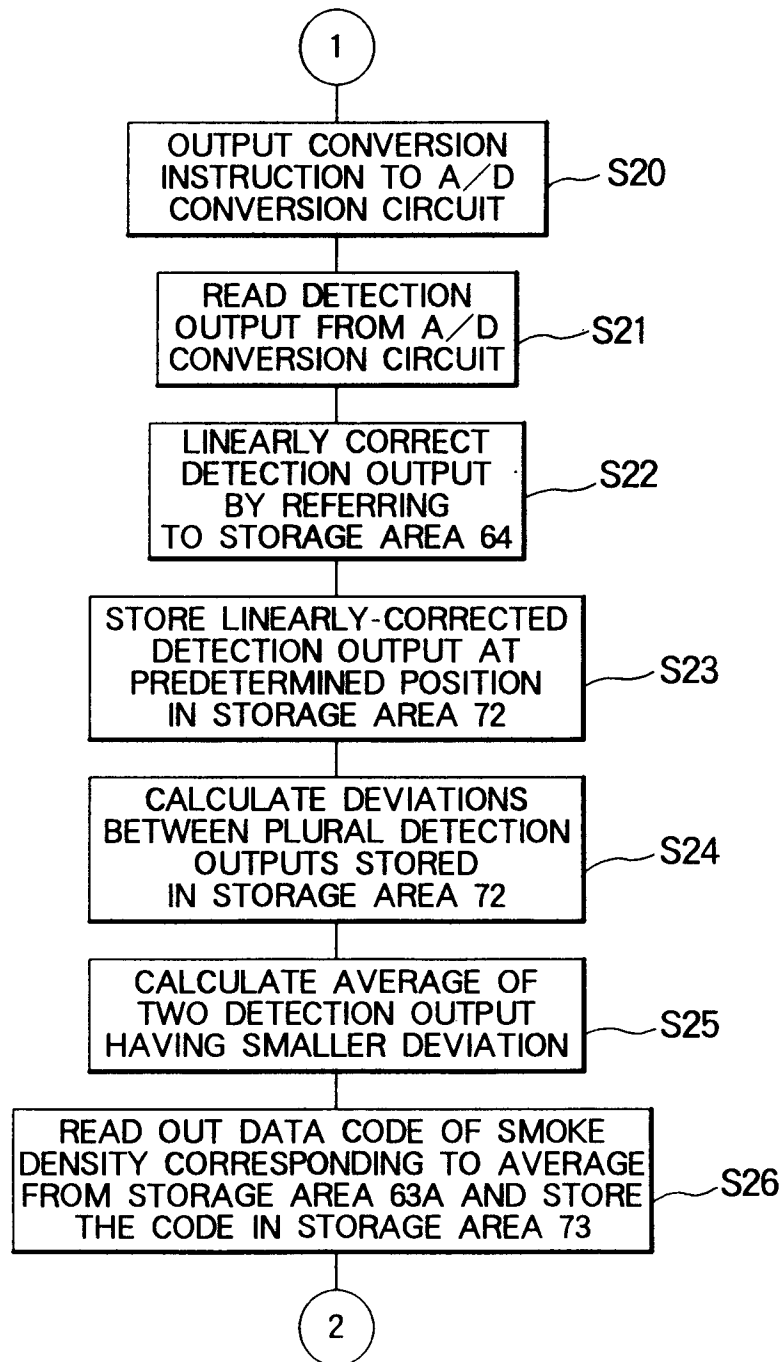 1
OUTPUT CONVERSION
INSTRUCTION TO A/D
CONVERSION CIRCUIT
S20
READ DETECTION
OUTPUT FROM A/D
CONVERSION CIRCUIT
S21
LINEARLY CORRECT
DETECTION OUTPUT
BY REFERRING
TO STORAGE AREA 64
S22
STORE LINEARLY-CORRECTED
DETECTION OUTPUT AT
PREDETERMINED POSITION
IN STORAGE AREA 72
S23
CALCULATE DEVIATIONS
BETWEEN PLURAL DETECTION
OUTPUTS STORED
IN STORAGE AREA 72
S24
CALCULATE AVERAGE OF
TWO DETECTION OUTPUT
HAVING SMALLER DEVIATION
S25
READ OUT DATA CODE OF SMOKE
DENSITY CORRESPONDING TO AVERAGE
FROM STORAGE AREA 63A AND STORE
THE CODE IN STORAGE AREA 73
S26
2